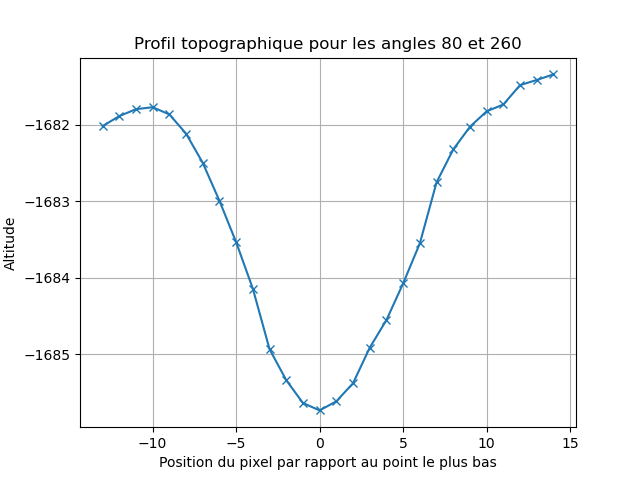 Profil topographique pour les angles 80 et 260
−1682
−1683
−1684
−1685
Altitude
−10 −5 0 5 10 15
Position du pixel par rapport au point le plus bas